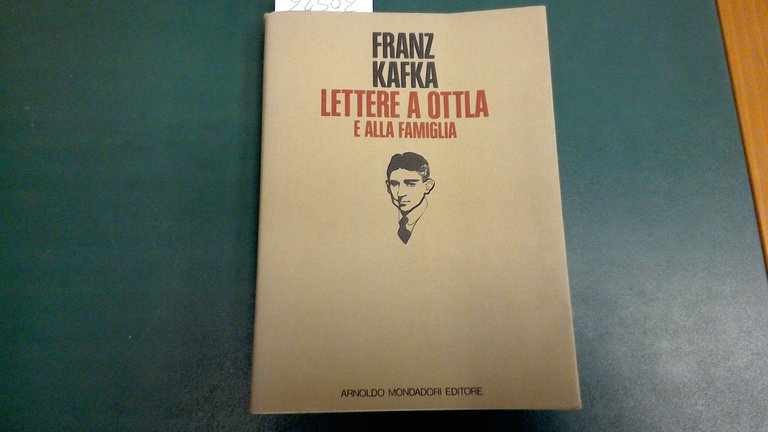 FRANZ
KAFKA
LETTERE A OTTLA
E ALLA FAMIGLIA
ARNOLDO MONDADORI EDITORE